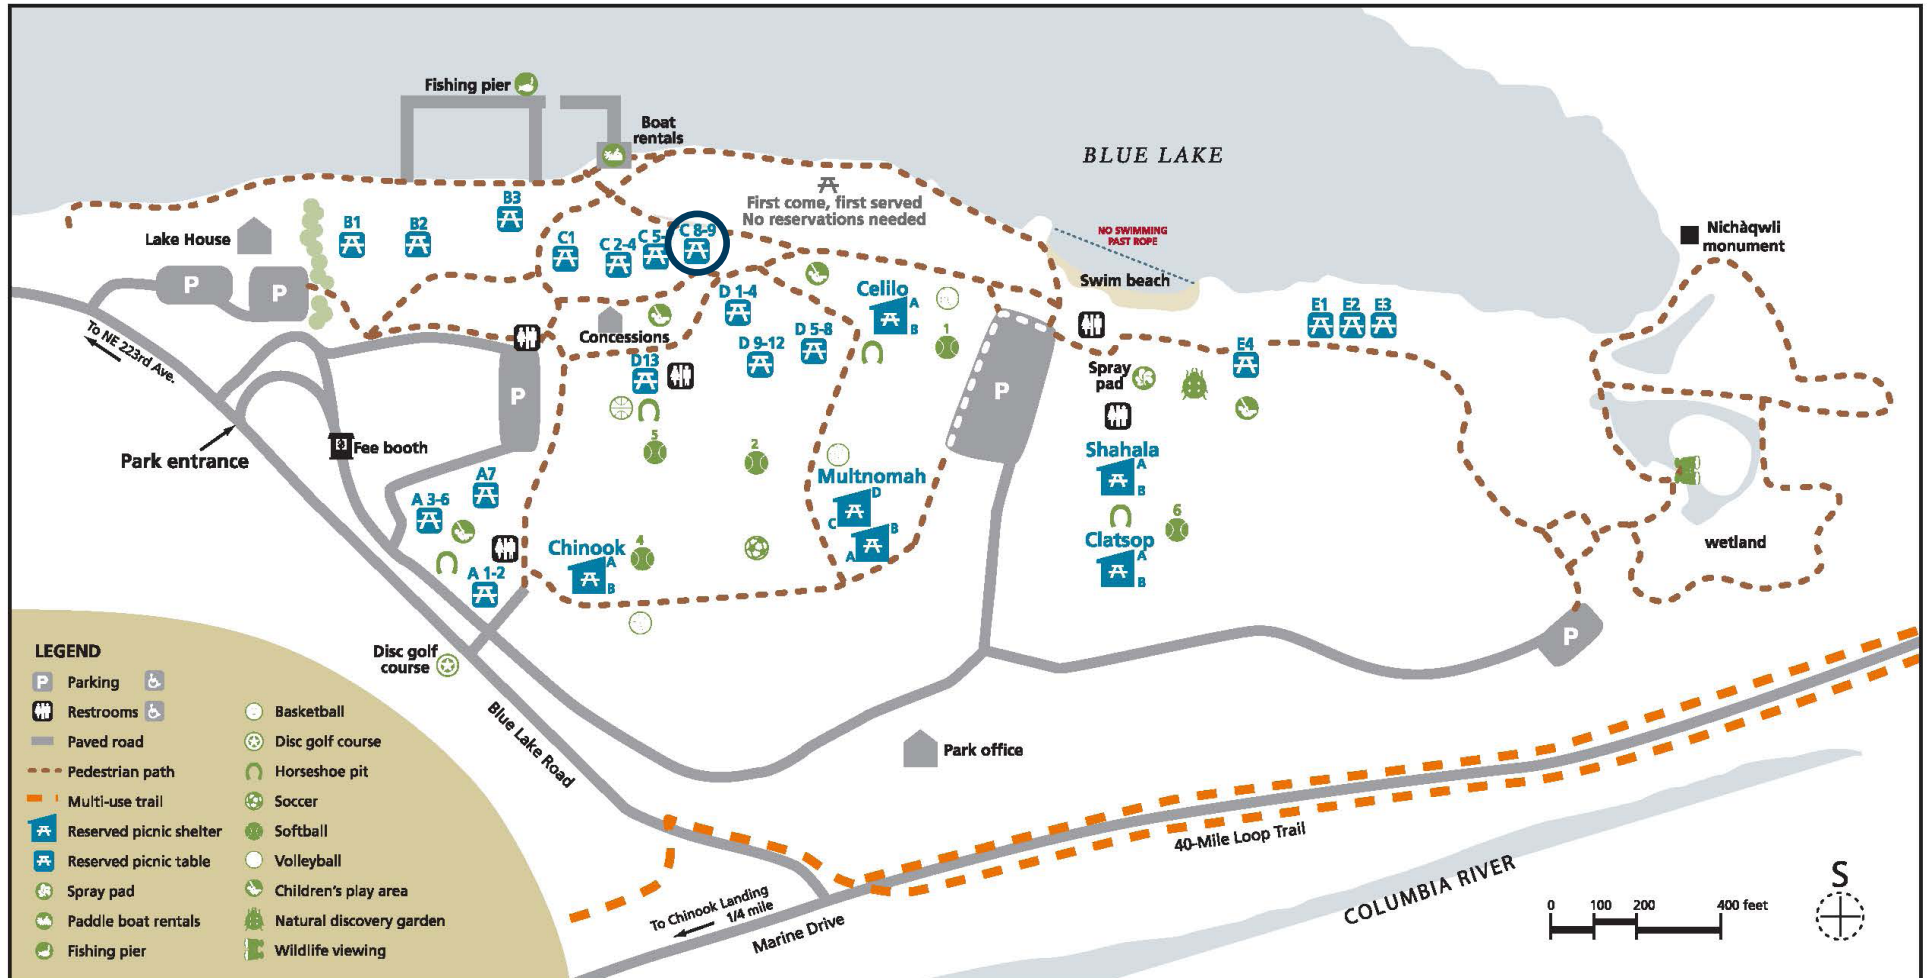 Fishing pier
Boat
rentals
BLUE LAKE
First come, first served
No reservations needed
NO SWIMMING
PAST ROPE
Swim beach
Nichàqwli
monument
Lake House
B1
B2
B3
C1
C 2-4
C 5-
C 8-9
P
P
To NE 223rd Ave.
Concessions
D 1-4
D 5-8
D 9-12
D13
Celilo
A
B
1
P
P
E1
E2
E3
E4
Spray
pad
Park entrance
Fee booth
5
2
A7
A 3-6
A 1-2
Multnomah
D
C
B
A
Shahala
A
B
6
Clatsop
A
B
Chinook
A
B
4
wetland
P
Disc golf
course
Blue Lake Road
Park office
40-Mile Loop Trail
To Chinook Landing
1/4 mile
Marine Drive
COLUMBIA RIVER
0 100 200 400 feet
S
LEGEND
P Parking
Restrooms
Paved road
Pedestrian path
Multi-use trail
Reserved picnic shelter
Reserved picnic table
Spray pad
Paddle boat rentals
Fishing pier
Basketball
Disc golf course
Horseshoe pit
Soccer
Softball
Volleyball
Children's play area
Natural discovery garden
Wildlife viewing